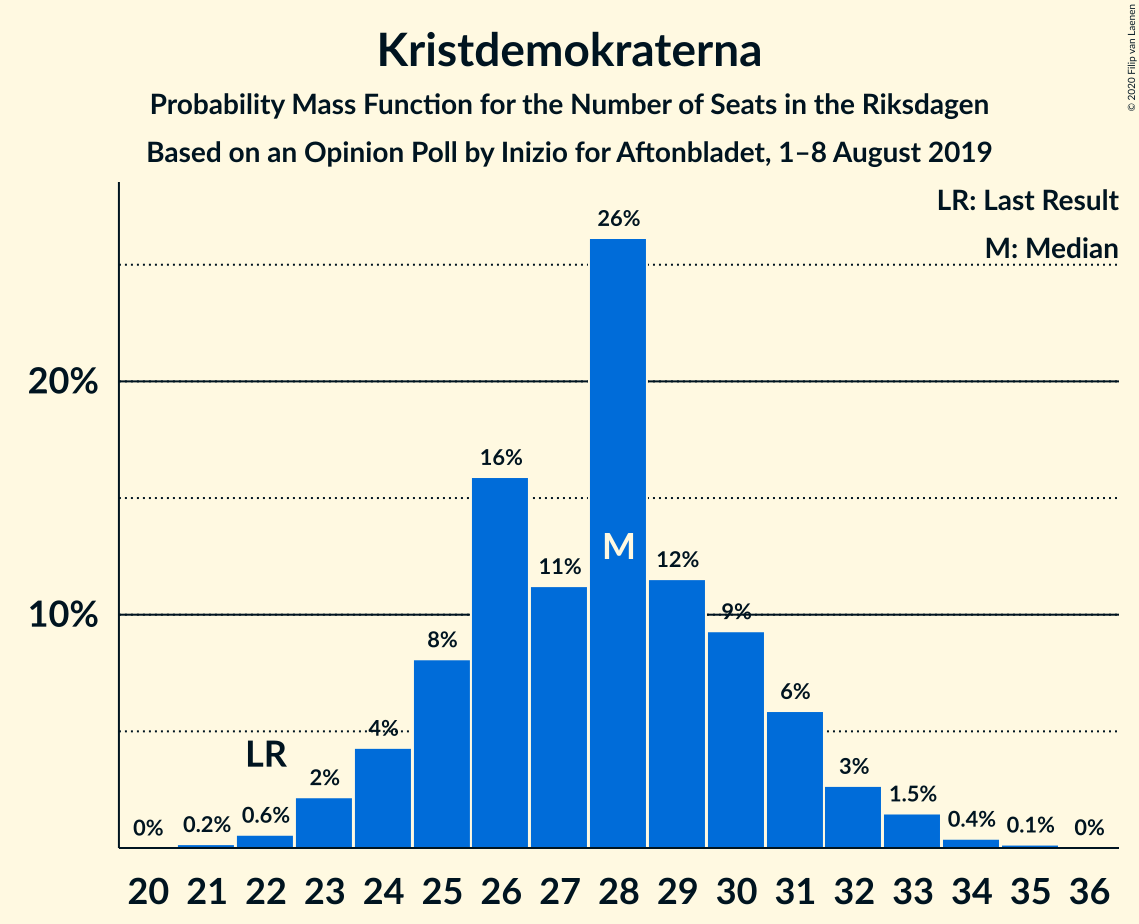 Kristdemokraterna
Probability Mass Function for the Number of Seats in the Riksdagen
Based on an Opinion Poll by Inizio for Aftonbladet, 1–8 August 2019
© 2020 Filip van Laenen
LR: Last Result
M: Median
20%
10%
0%
0.2%
0.6%
LR
2%
4%
8%
16%
11%
26%
M
12%
9%
6%
3%
1.5%
0.4%
0.1%
0%
20 21 22 23 24 25 26 27 28 29 30 31 32 33 34 35 36